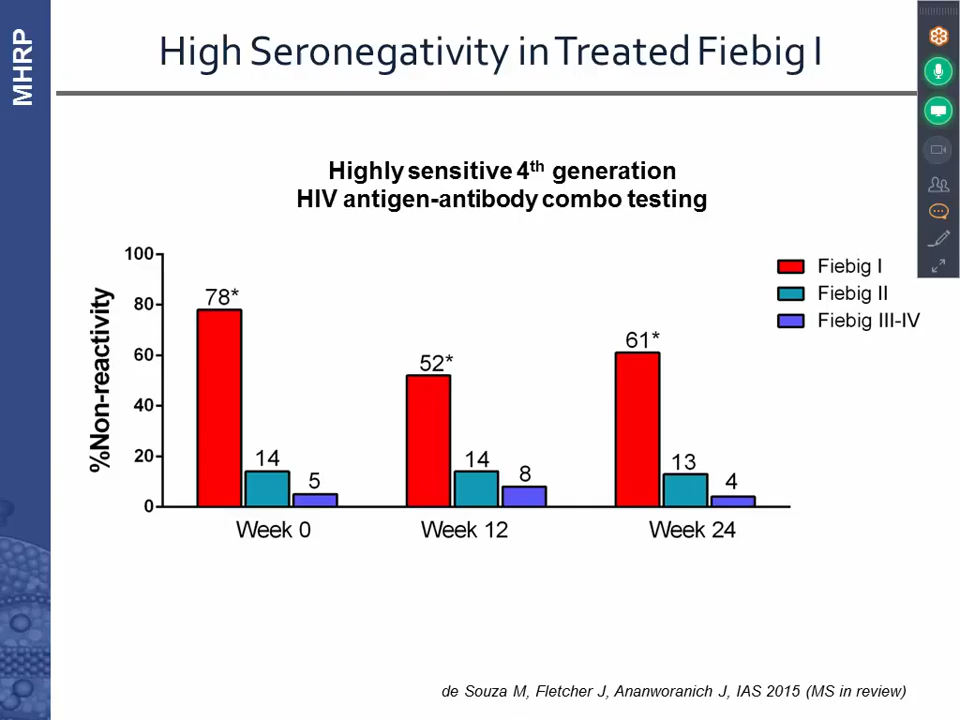 MHRP
High Seronegativity in Treated Fiebig I
Highly sensitive 4th generation
HIV antigen-antibody combo testing
%Non-reactivity
100
80
60
40
20
0
78*
14
5
52*
14
8
61*
13
4
Week 0
Week 12
Week 24
Fiebig I
Fiebig II
Fiebig III-IV
de Souza M, Fletcher J, Ananworanich J, IAS 2015 (MS in review)